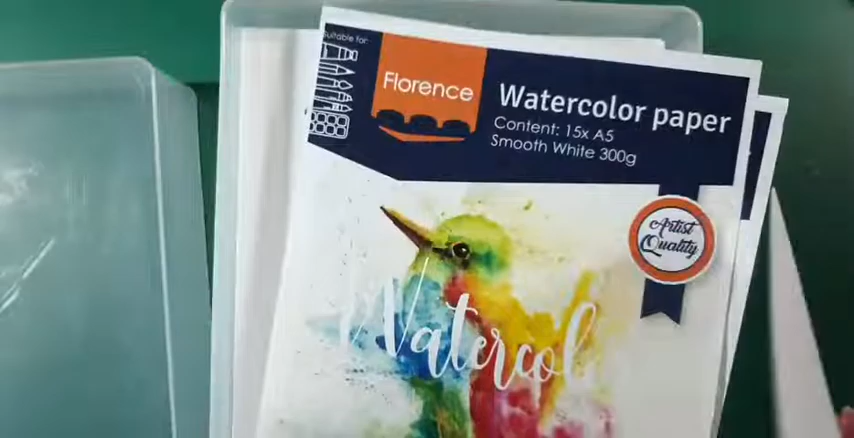 Suitable for:
Florence
Watercolor paper
Content: 15x A5
Smooth White 300g
Artist
Quality
Watercol